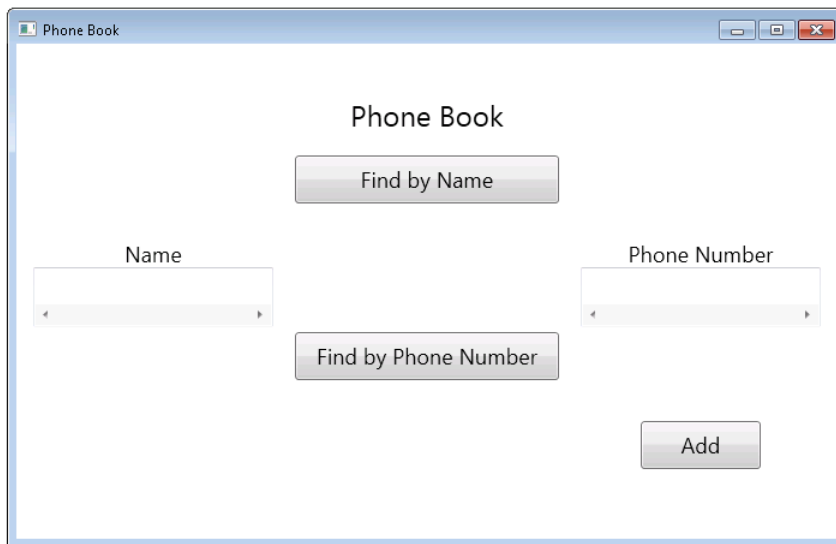 Phone Book
Phone Book
Find by Name
Name
Phone Number
Find by Phone Number
Add